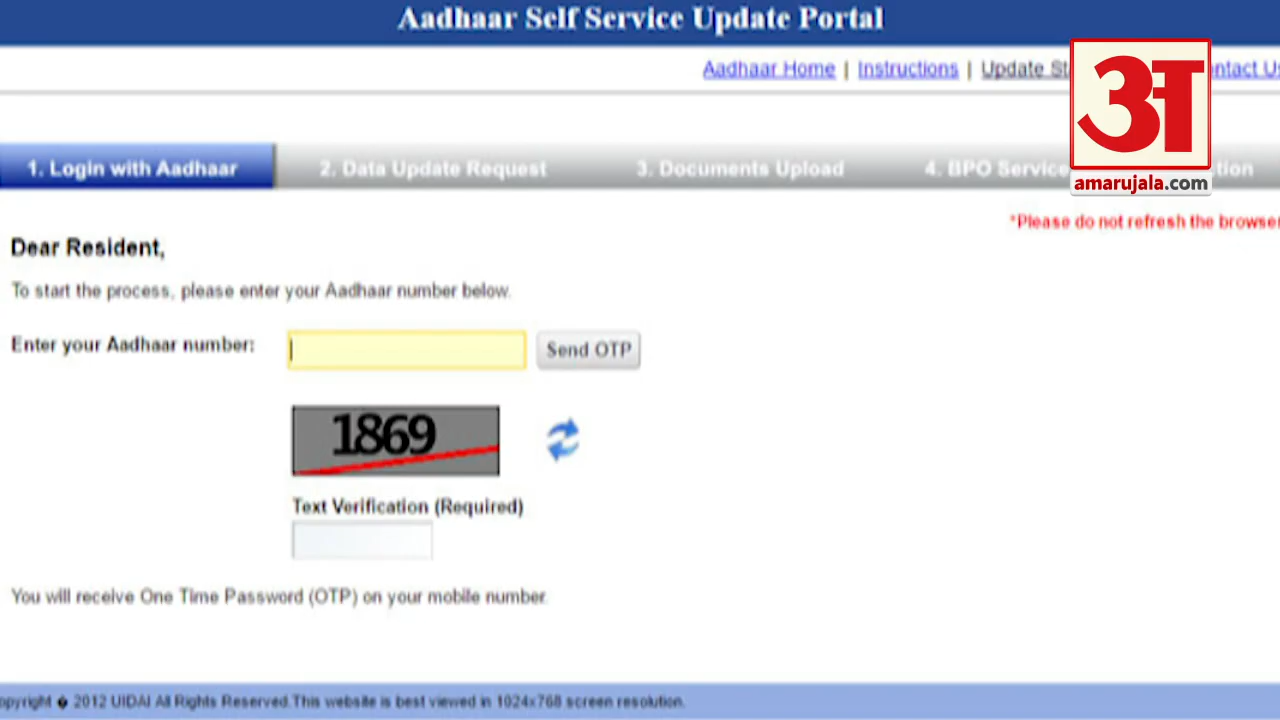 Aadhaar Self Service Update Portal
Aadhaar Home | Instructions | Update
अ
amarujala.com
1. Login with Aadhaar 2. Data Update Request 3. Documents Upload 4. BPO Service
*Please do not refresh the browser
Dear Resident,
To start the process, please enter your Aadhaar number below.
Enter your Aadhaar number: Send OTP
1869
Text Verification (Required)
You will receive One Time Password (OTP) on your mobile number.
opyright � 2012 UIDAI All Rights Reserved.This website is best viewed in 1024x768 screen resolution.